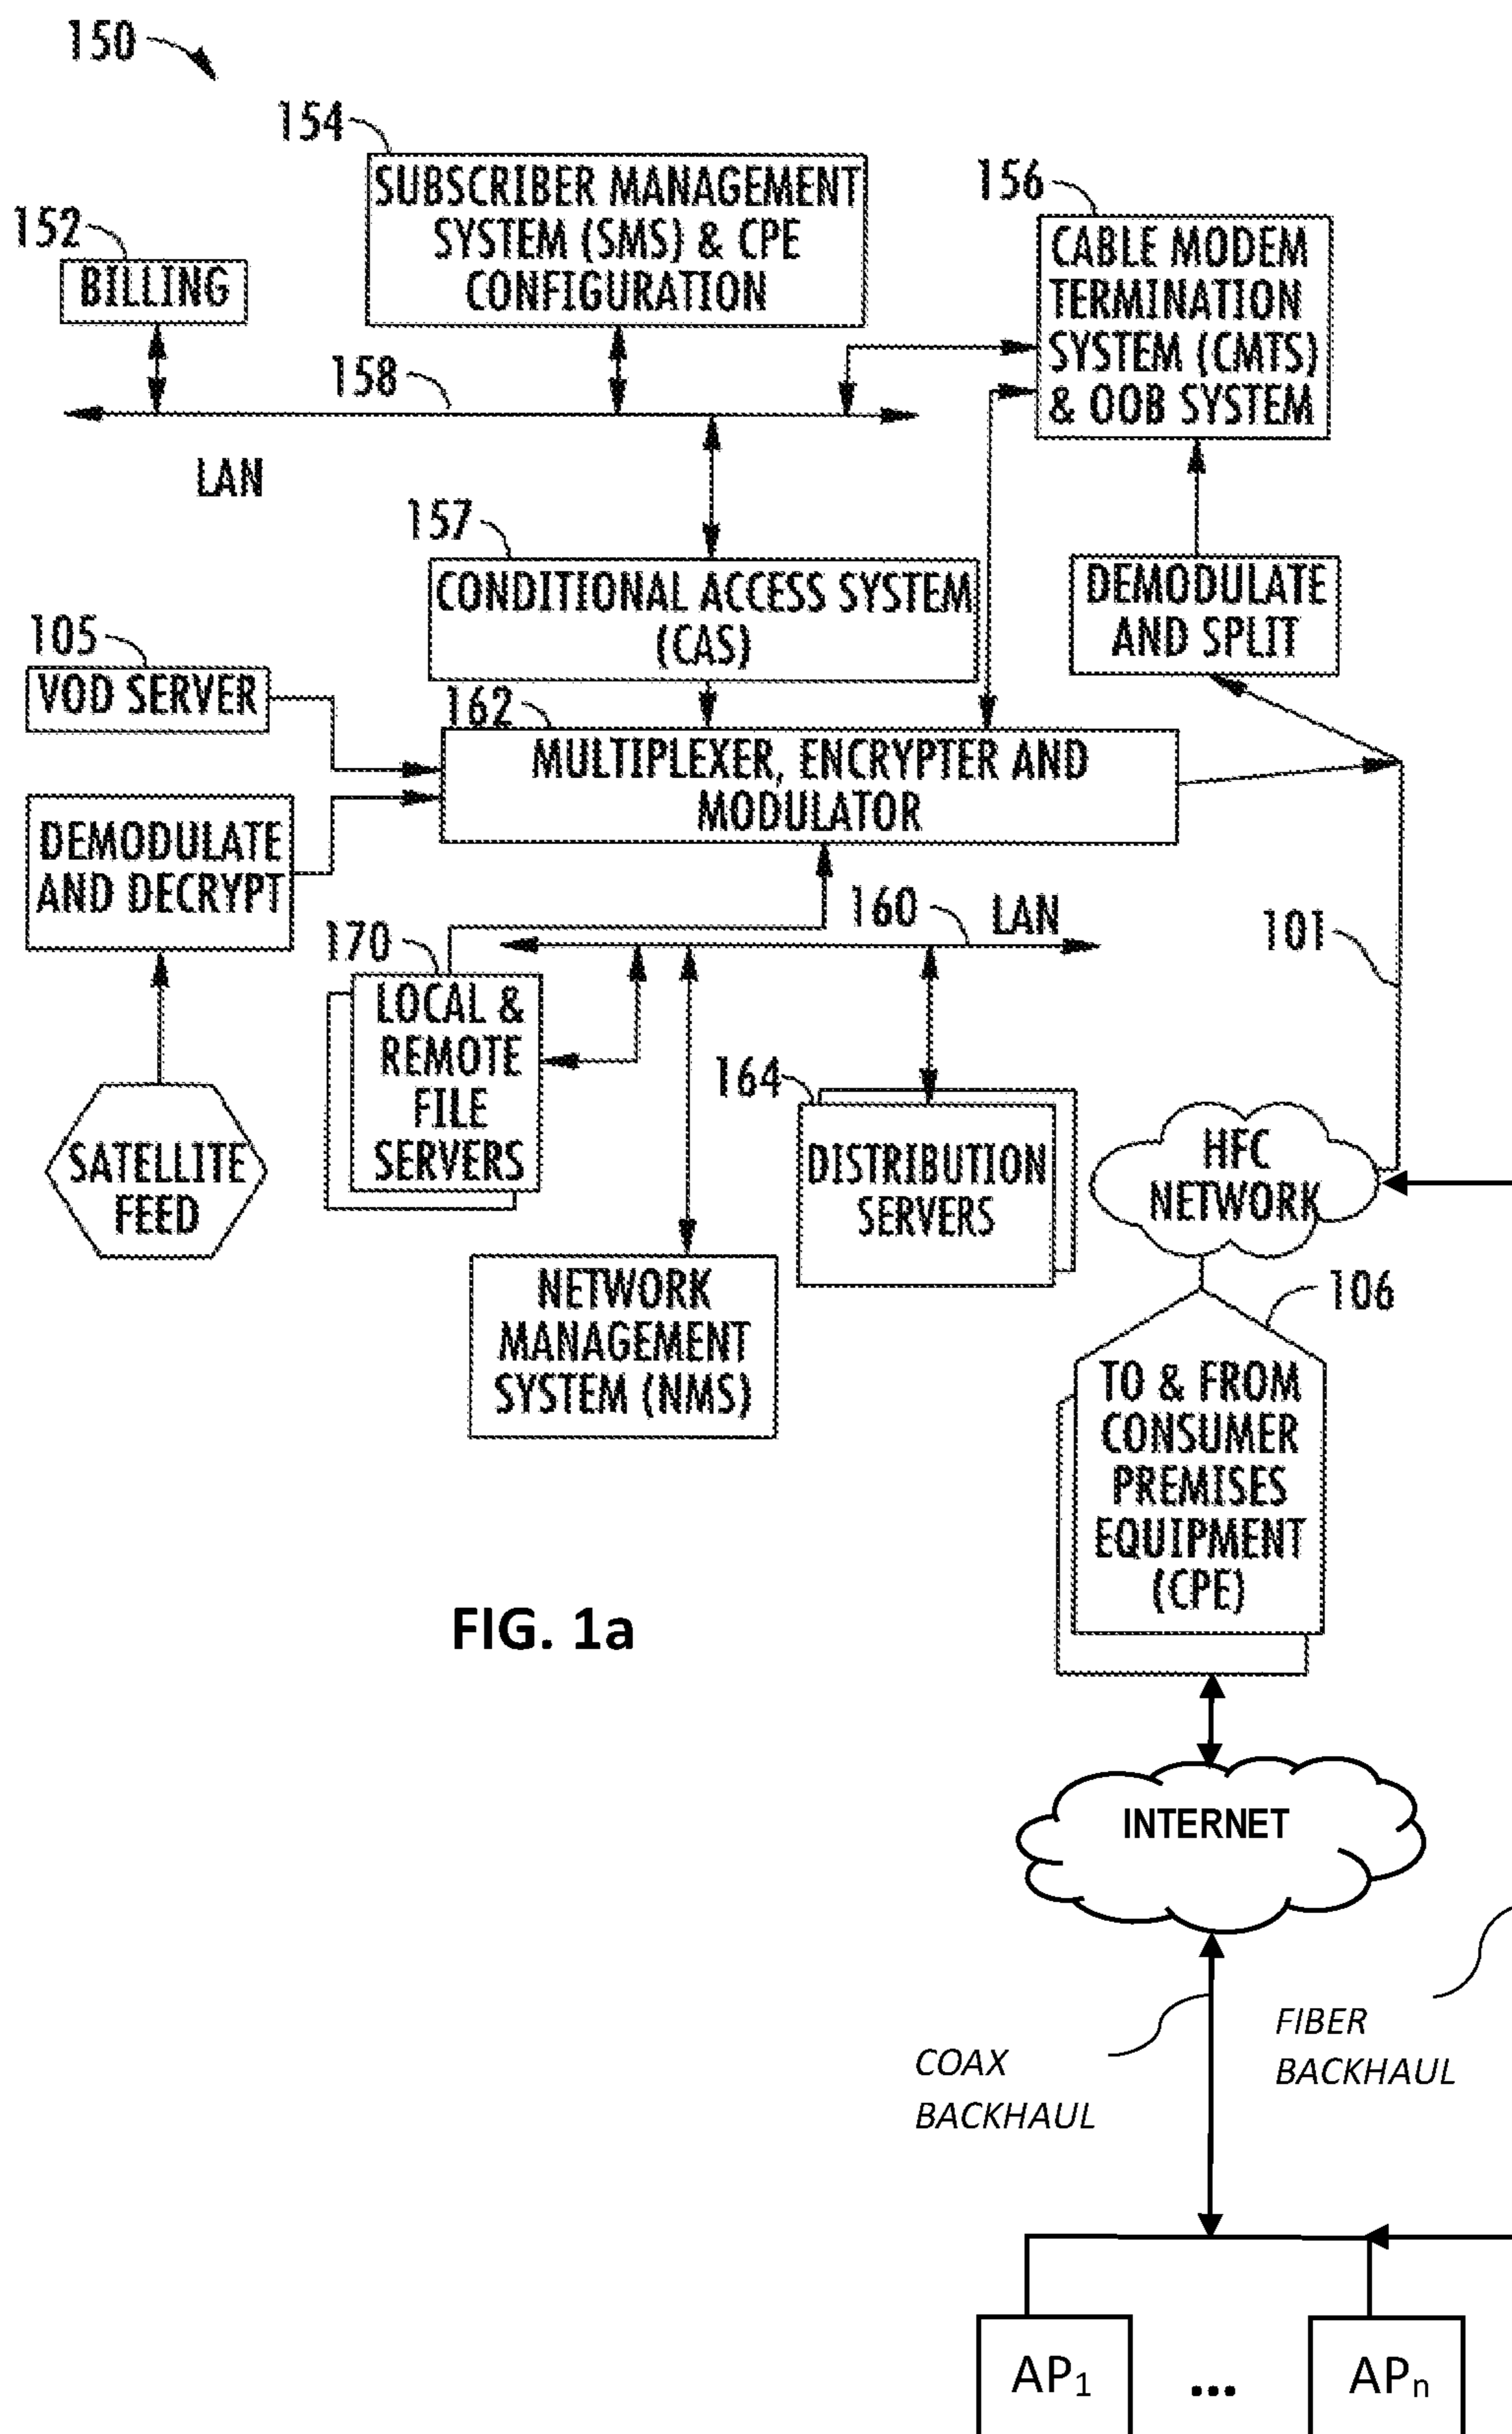 150
154
SUBSCRIBER MANAGEMENT
SYSTEM (SMS) & CPE
CONFIGURATION
156
CABLE MODEM
TERMINATION
SYSTEM (CMTS)
& OOB SYSTEM
152
BILLING
158
LAN
157
CONDITIONAL ACCESS SYSTEM
(CAS)
DEMODULATE
AND SPLIT
105
VOD SERVER
162
MULTIPLEXER, ENCRYPTER AND
MODULATOR
DEMODULATE
AND DECRYPT
160
LAN
101
170
LOCAL &
REMOTE
FILE
SERVERS
164
DISTRIBUTION
SERVERS
SATELLITE
FEED
HFC
NETWORK
NETWORK
MANAGEMENT
SYSTEM (NMS)
106
TO & FROM
CONSUMER
PREMISES
EQUIPMENT
(CPE)
FIG. 1a
INTERNET
COAX
BACKHAUL
FIBER
BACKHAUL
AP1
...
APn